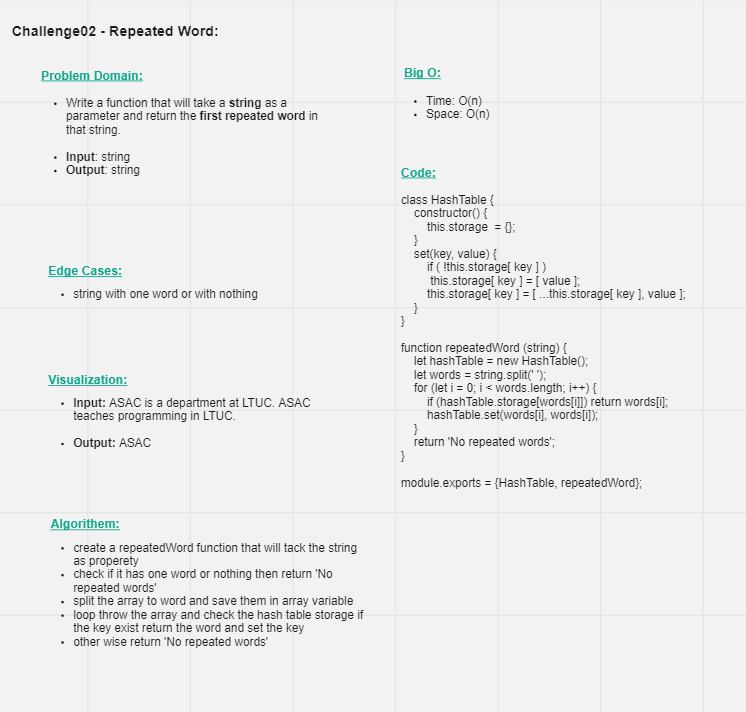 Challenge02 - Repeated Word:
Problem Domain:
• Write a function that will take a string as a
parameter and return the first repeated word in
that string.
• Input: string
• Output: string
Edge Cases:
• string with one word or with nothing
Visualization:
• Input: ASAC is a department at LTUC. ASAC
teaches programming in LTUC.
• Output: ASAC
Algorithem:
• create a repeatedWord function that will tack the string
as properety
• check if it has one word or nothing then return 'No
repeated words'
• split the array to word and save them in array variable
• loop throw the array and check the hash table storage if
the key exist return the word and set the key
• other wise return 'No repeated words'
Big O:
• Time: O(n)
• Space: O(n)
Code:
class HashTable {
constructor() {
this.storage = {};
}
set(key, value) {
if ( !this.storage[ key ] )
this.storage[ key ] = [ value ];
this.storage[ key ] = [ ...this.storage[ key ], value ];
}
}
function repeatedWord (string) {
let hashTable = new HashTable();
let words = string.split(' ');
for (let i = 0; i < words.length; i++) {
if (hashTable.storage[words[i]]) return words[i];
hashTable.set(words[i], words[i]);
}
return 'No repeated words';
}
module.exports = {HashTable, repeatedWord};